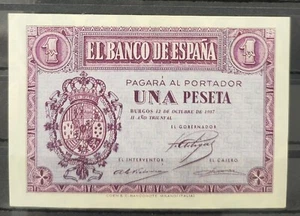 1 EL BANCO DE ESPAÑA 1
PAGARÁ AL PORTADOR
UNA PESETA
BURGOS 12 DE OCTUBRE DE 1937
II AÑO TRIUNFAL
EL GOBERNADOR
EL INTERVENTOR EL CAJERO